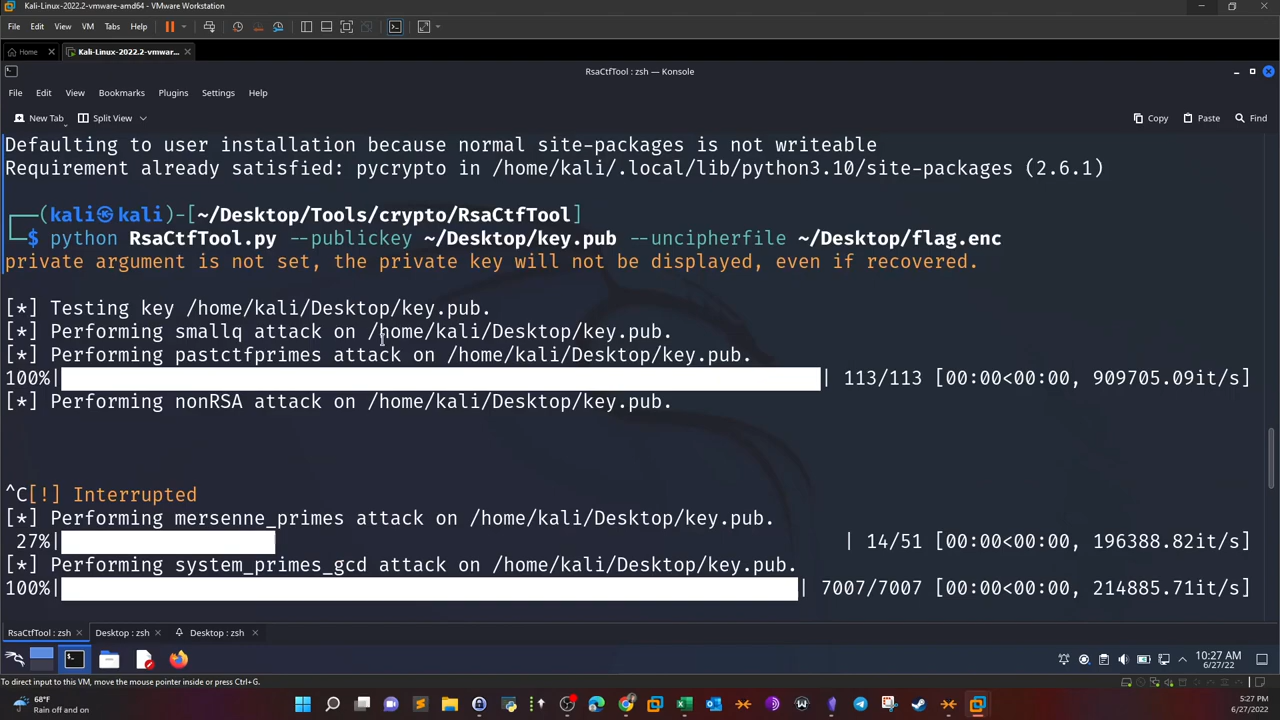 Kali-Linux-2022.2-vmware-amd64 - VMware Workstation
File Edit View VM Tabs Help
Home Kali-Linux-2022.2-vmwar...
RsaCtfTool : zsh — Konsole
File Edit View Bookmarks Plugins Settings Help
New Tab Split View Copy Paste Find
Defaulting to user installation because normal site-packages is not writeable
Requirement already satisfied: pycrypto in /home/kali/.local/lib/python3.10/site-packages (2.6.1)
┌──(kali㉿kali)-[~/Desktop/Tools/crypto/RsaCtfTool]
└─$ python RsaCtfTool.py --publickey ~/Desktop/key.pub --uncipherfile ~/Desktop/flag.enc
private argument is not set, the private key will not be displayed, even if recovered.
[*] Testing key /home/kali/Desktop/key.pub.
[*] Performing smallq attack on /home/kali/Desktop/key.pub.
[*] Performing pastctfprimes attack on /home/kali/Desktop/key.pub.
100%| | 113/113 [00:00<00:00, 909705.09it/s]
[*] Performing nonRSA attack on /home/kali/Desktop/key.pub.
^C[!] Interrupted
[*] Performing mersenne_primes attack on /home/kali/Desktop/key.pub.
27%| | 14/51 [00:00<00:00, 196388.82it/s]
[*] Performing system_primes_gcd attack on /home/kali/Desktop/key.pub.
100%| | 7007/7007 [00:00<00:00, 214885.71it/s]
RsaCtfTool : zsh Desktop : zsh Desktop : zsh
10:27 AM
6/27/22
To direct input to this VM, move the mouse pointer inside or press Ctrl+G.
68°F
Rain off and on
5:27 PM
6/27/2022